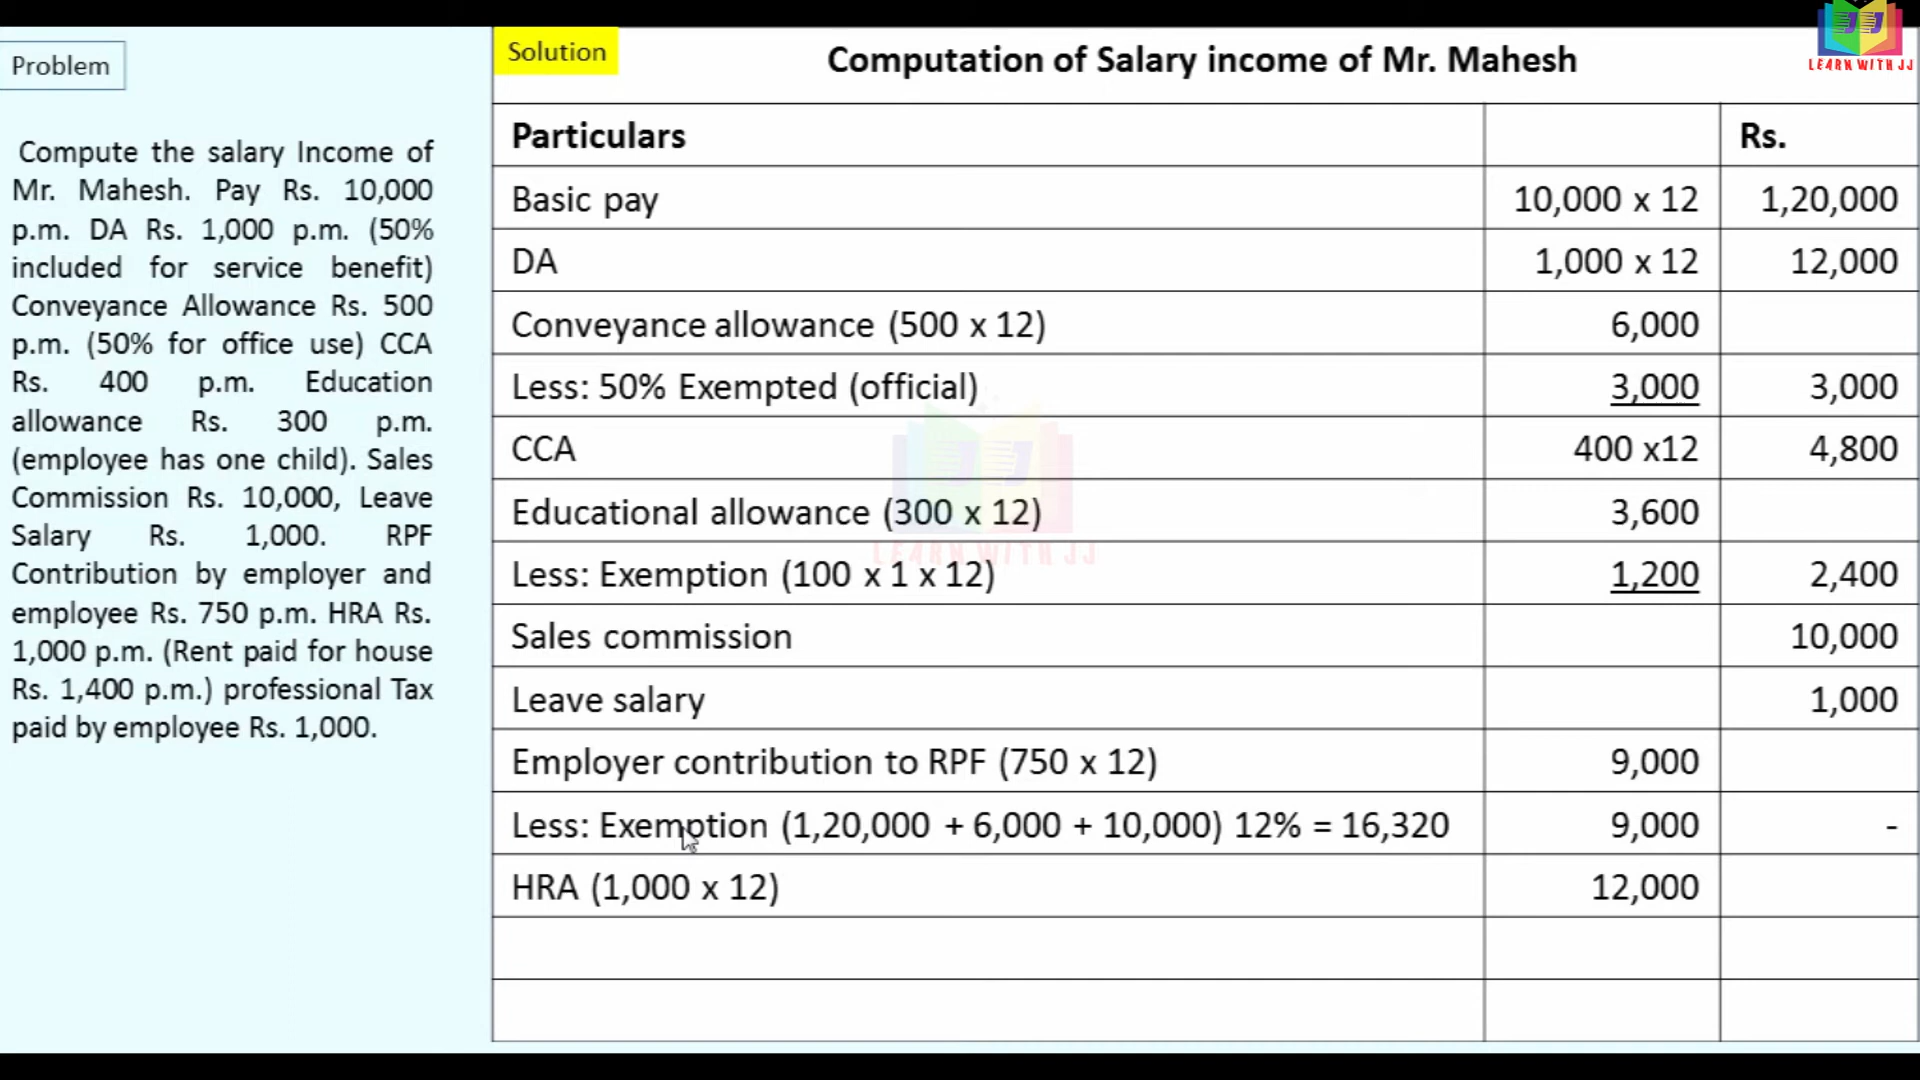 Problem
Compute the salary Income of
Mr. Mahesh. Pay Rs. 10,000
p.m. DA Rs. 1,000 p.m. (50%
included for service benefit)
Conveyance Allowance Rs. 500
p.m. (50% for office use) CCA
Rs. 400 p.m. Education
allowance Rs. 300 p.m.
(employee has one child). Sales
Commission Rs. 10,000, Leave
Salary Rs. 1,000. RPF
Contribution by employer and
employee Rs. 750 p.m. HRA Rs.
1,000 p.m. (Rent paid for house
Rs. 1,400 p.m.) professional Tax
paid by employee Rs. 1,000.
Solution
Computation of Salary income of Mr. Mahesh
LEARN WITH JJ
Particulars Rs.
Basic pay 10,000 x 12 1,20,000
DA 1,000 x 12 12,000
Conveyance allowance (500 x 12) 6,000
Less: 50% Exempted (official) 3,000 3,000
CCA 400 x12 4,800
Educational allowance (300 x 12) 3,600
LEARN WITH JJ
Less: Exemption (100 x 1 x 12) 1,200 2,400
Sales commission 10,000
Leave salary 1,000
Employer contribution to RPF (750 x 12) 9,000
Less: Exemption (1,20,000 + 6,000 + 10,000) 12% = 16,320 9,000 -
HRA (1,000 x 12) 12,000